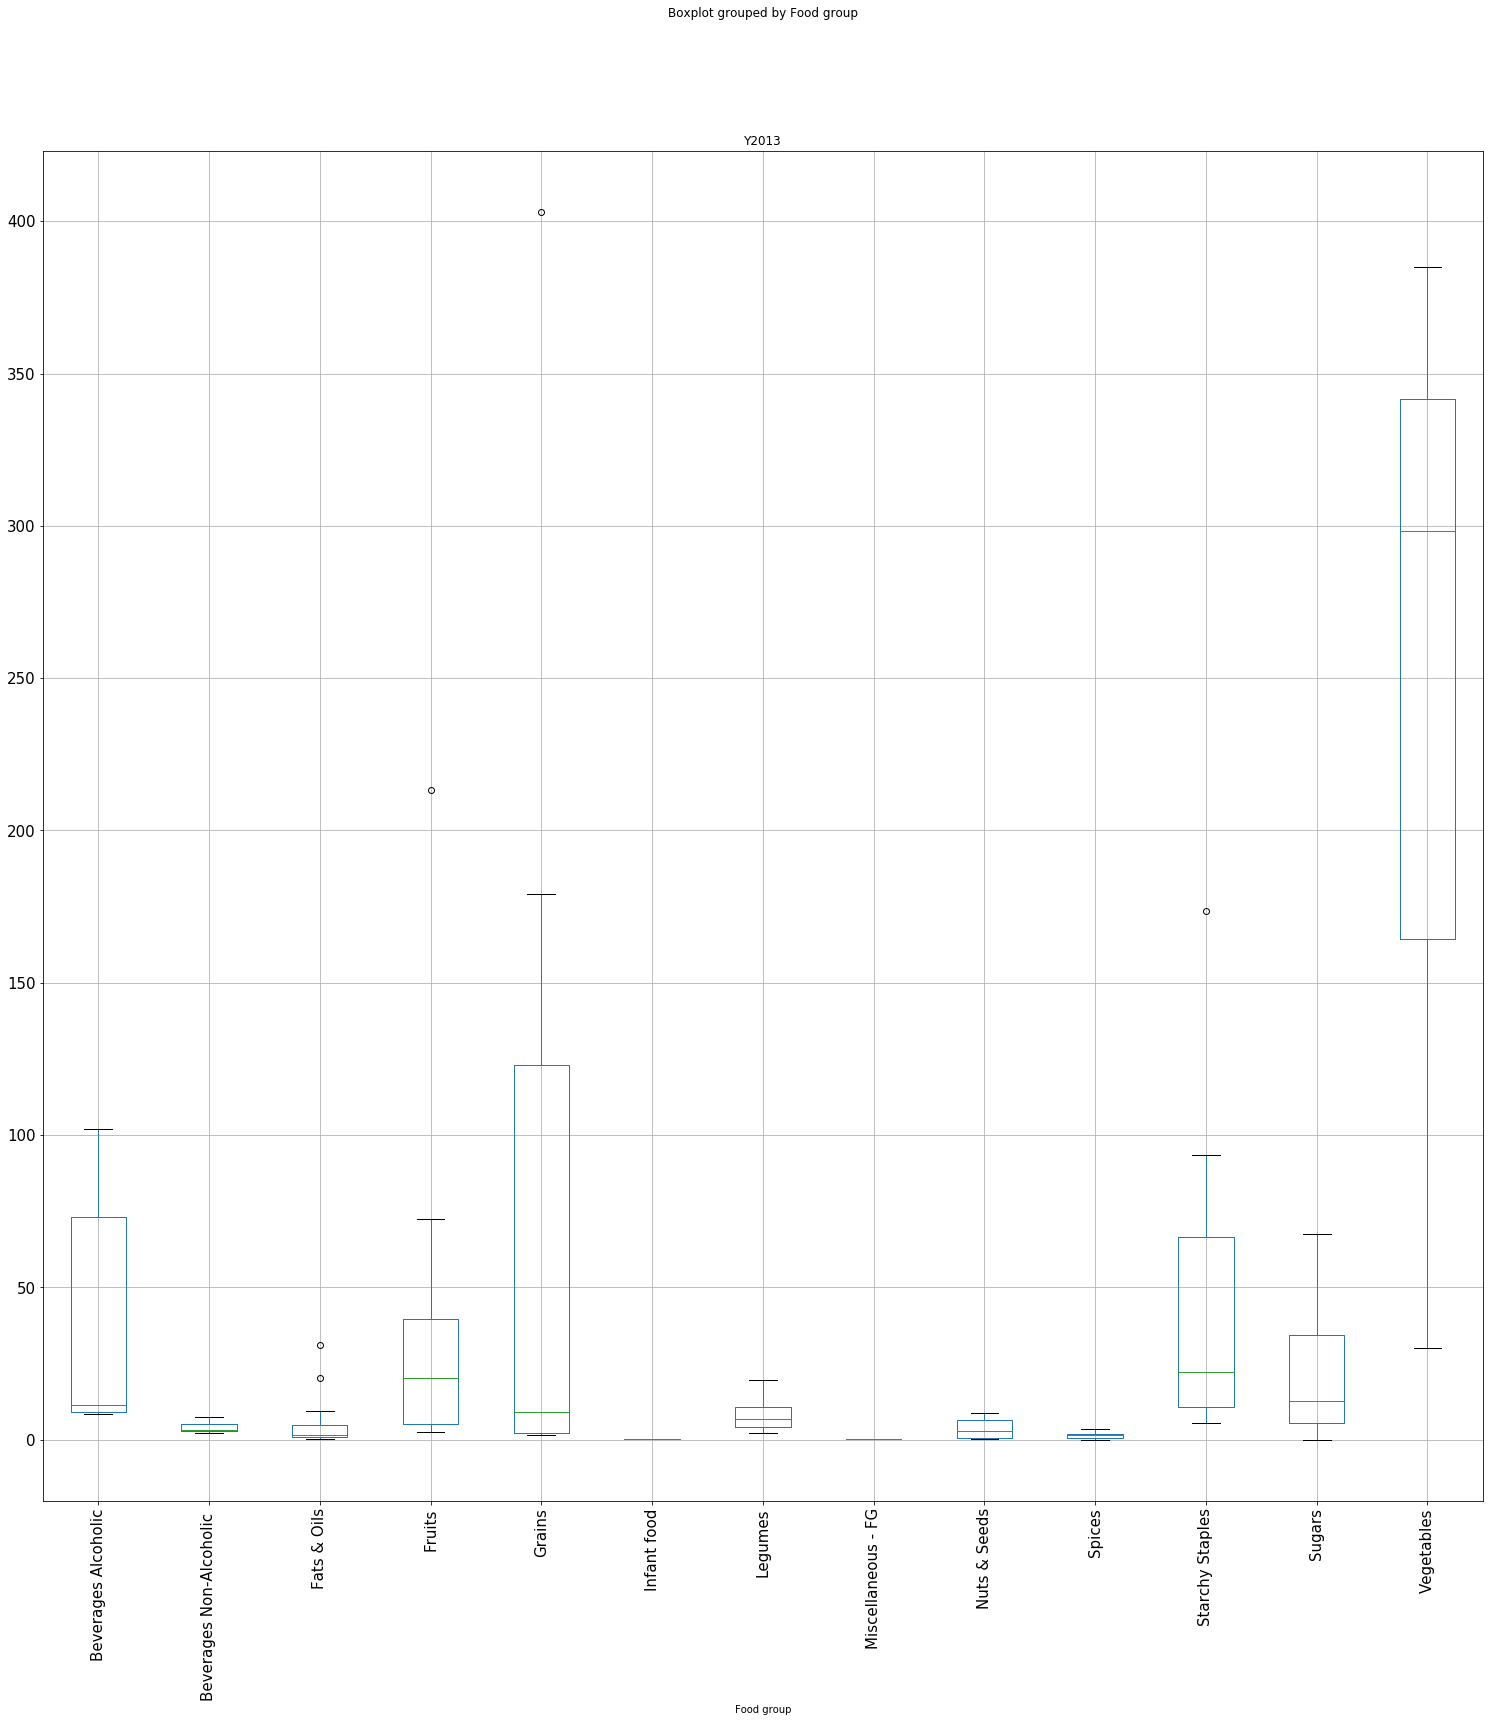 Boxplot grouped by Food group
Y2013
400
350
300
250
200
150
100
50
0
Beverages Alcoholic
Beverages Non-Alcoholic
Fats & Oils
Fruits
Grains
Infant food
Legumes
Miscellaneous - FG
Nuts & Seeds
Spices
Starchy Staples
Sugars
Vegetables
Food group